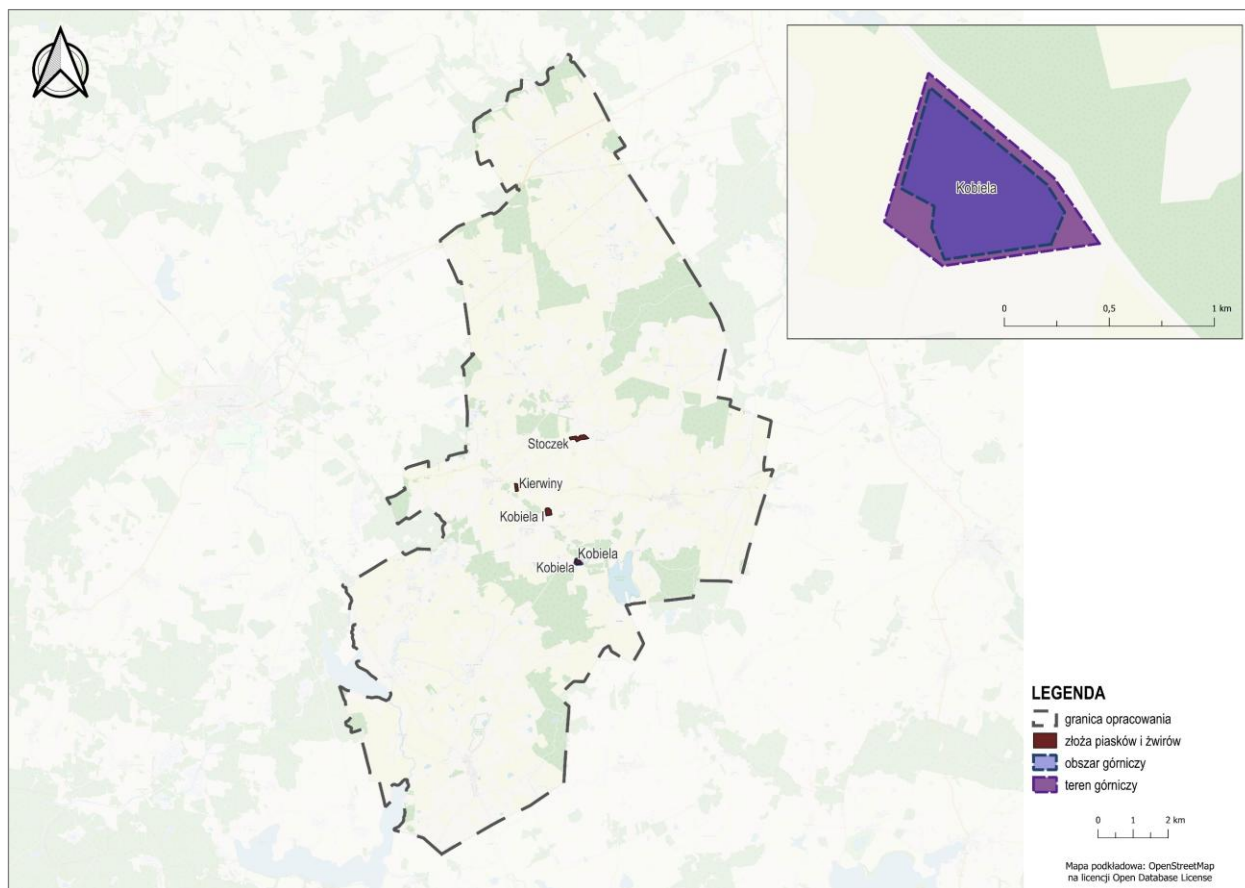 Kobiela
0 0,5 1 km
Stoczek
Kierwiny
Kobiela I
Kobiela
Kobiela
LEGENDA
granica opracowania
złoża piasków i żwirów
obszar górniczy
teren górniczy
0 1 2 km
Mapa podkładowa: OpenStreetMap
na licencji Open Database License